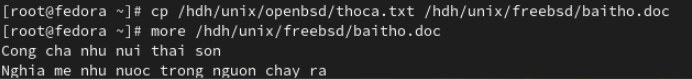 [root@fedora ~]# cp /hdh/unix/openbsd/thoca.txt /hdh/unix/freebsd/baitho.doc
[root@fedora ~]# more /hdh/unix/freebsd/baitho.doc
Cong cha nhu nui thai son
Nghia me nhu nuoc trong nguon chay ra